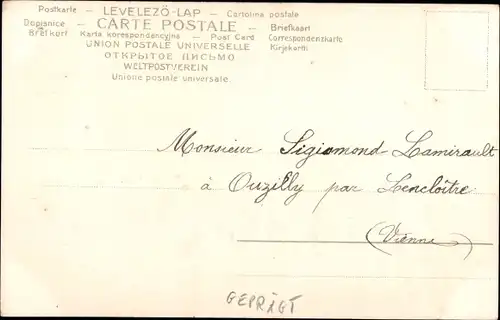 Postkarte – LEVELEZŐ-LAP – Cartolina postale
Dopisnice – CARTE POSTALE – Briefkaart
Brefkort Karta korespondencyjna – Post Card Correspondenzkarte
UNION POSTALE UNIVERSELLE Kirjekortti
ОТКРЫТОЕ ПИСЬМО
WELTPOSTVEREIN
Unione postale universale.
Monsieur Sigismond Lamirault
à Ouzilly par Lencloître
(Vienne)
GEPRÄGT